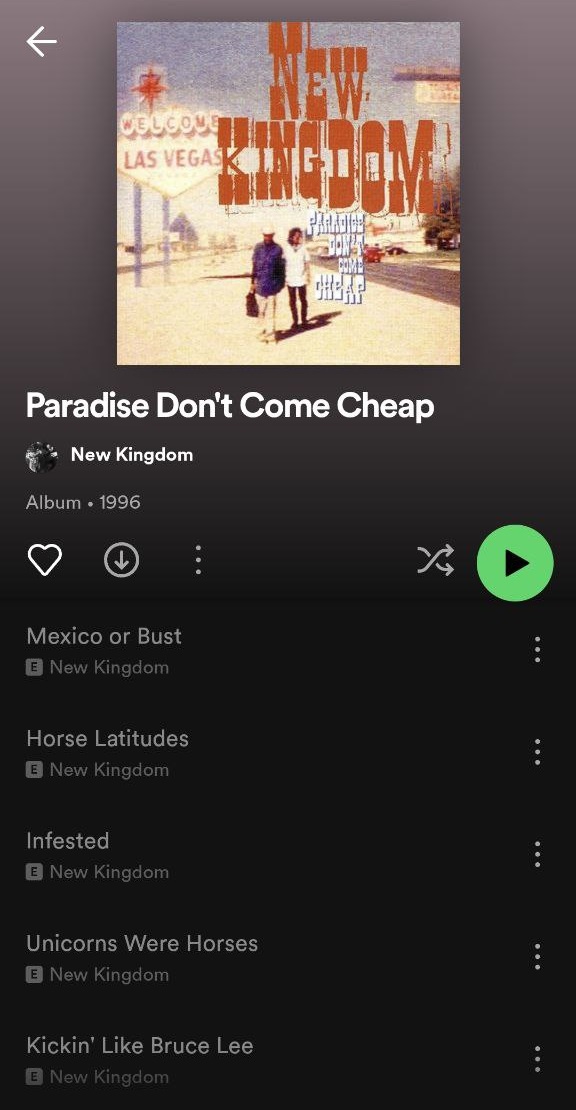 WELCOME
LAS VEGAS
NEW
KINGDOM
PARADISE
DON'T
COME
CHEAP
Paradise Don't Come Cheap
New Kingdom
Album • 1996
Mexico or Bust
E New Kingdom
Horse Latitudes
E New Kingdom
Infested
E New Kingdom
Unicorns Were Horses
E New Kingdom
Kickin' Like Bruce Lee
E New Kingdom